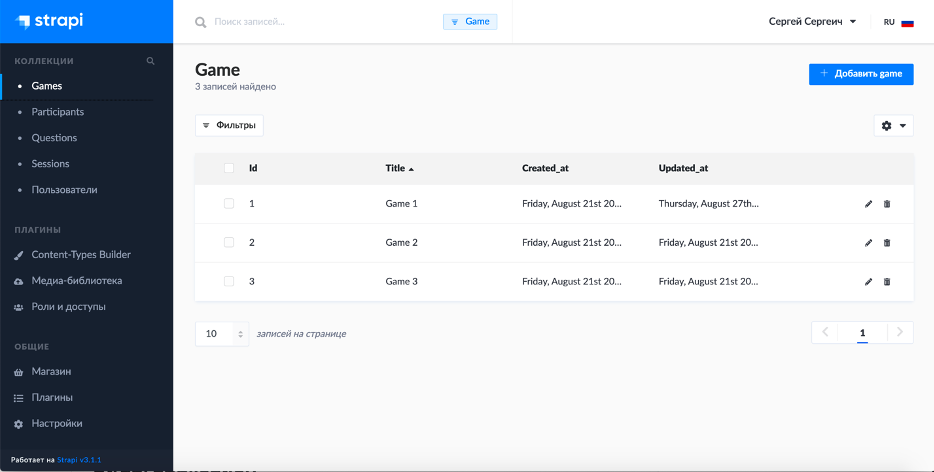 strapi
Поиск записей...
Game
Сергей Сергеич
RU
КОЛЛЕКЦИИ
Games
Participants
Questions
Sessions
Пользователи
ПЛАГИНЫ
Content-Types Builder
Медиа-библиотека
Роли и доступы
ОБЩИЕ
Магазин
Плагины
Настройки
Работает на Strapi v3.1.1
Game
3 записей найдено
+ Добавить game
Фильтры
Id Title Created_at Updated_at
1 Game 1 Friday, August 21st 20... Thursday, August 27th...
2 Game 2 Friday, August 21st 20... Friday, August 21st 20...
3 Game 3 Friday, August 21st 20... Friday, August 21st 20...
10 записей на странице
1